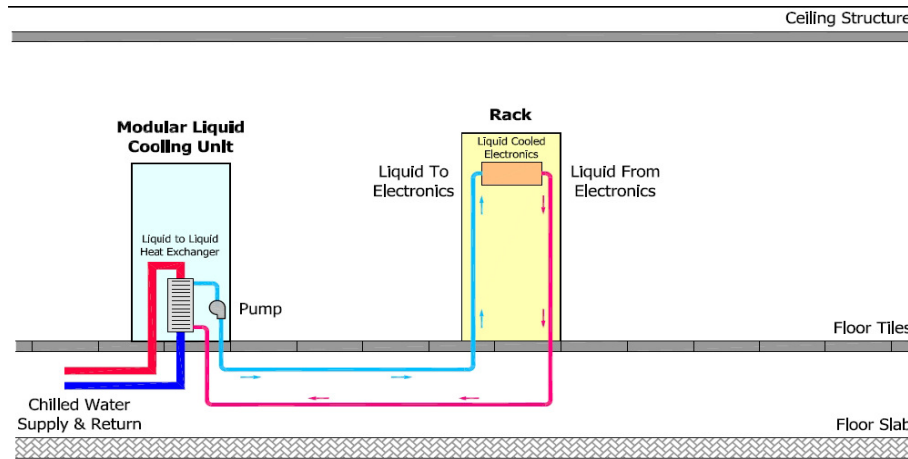 Ceiling Structure
Modular Liquid
Cooling Unit
Rack
Liquid Cooled
Electronics
Liquid To
Electronics
Liquid From
Electronics
Liquid to Liquid
Heat Exchanger
Pump
Floor Tiles
Chilled Water
Supply & Return
Floor Slab